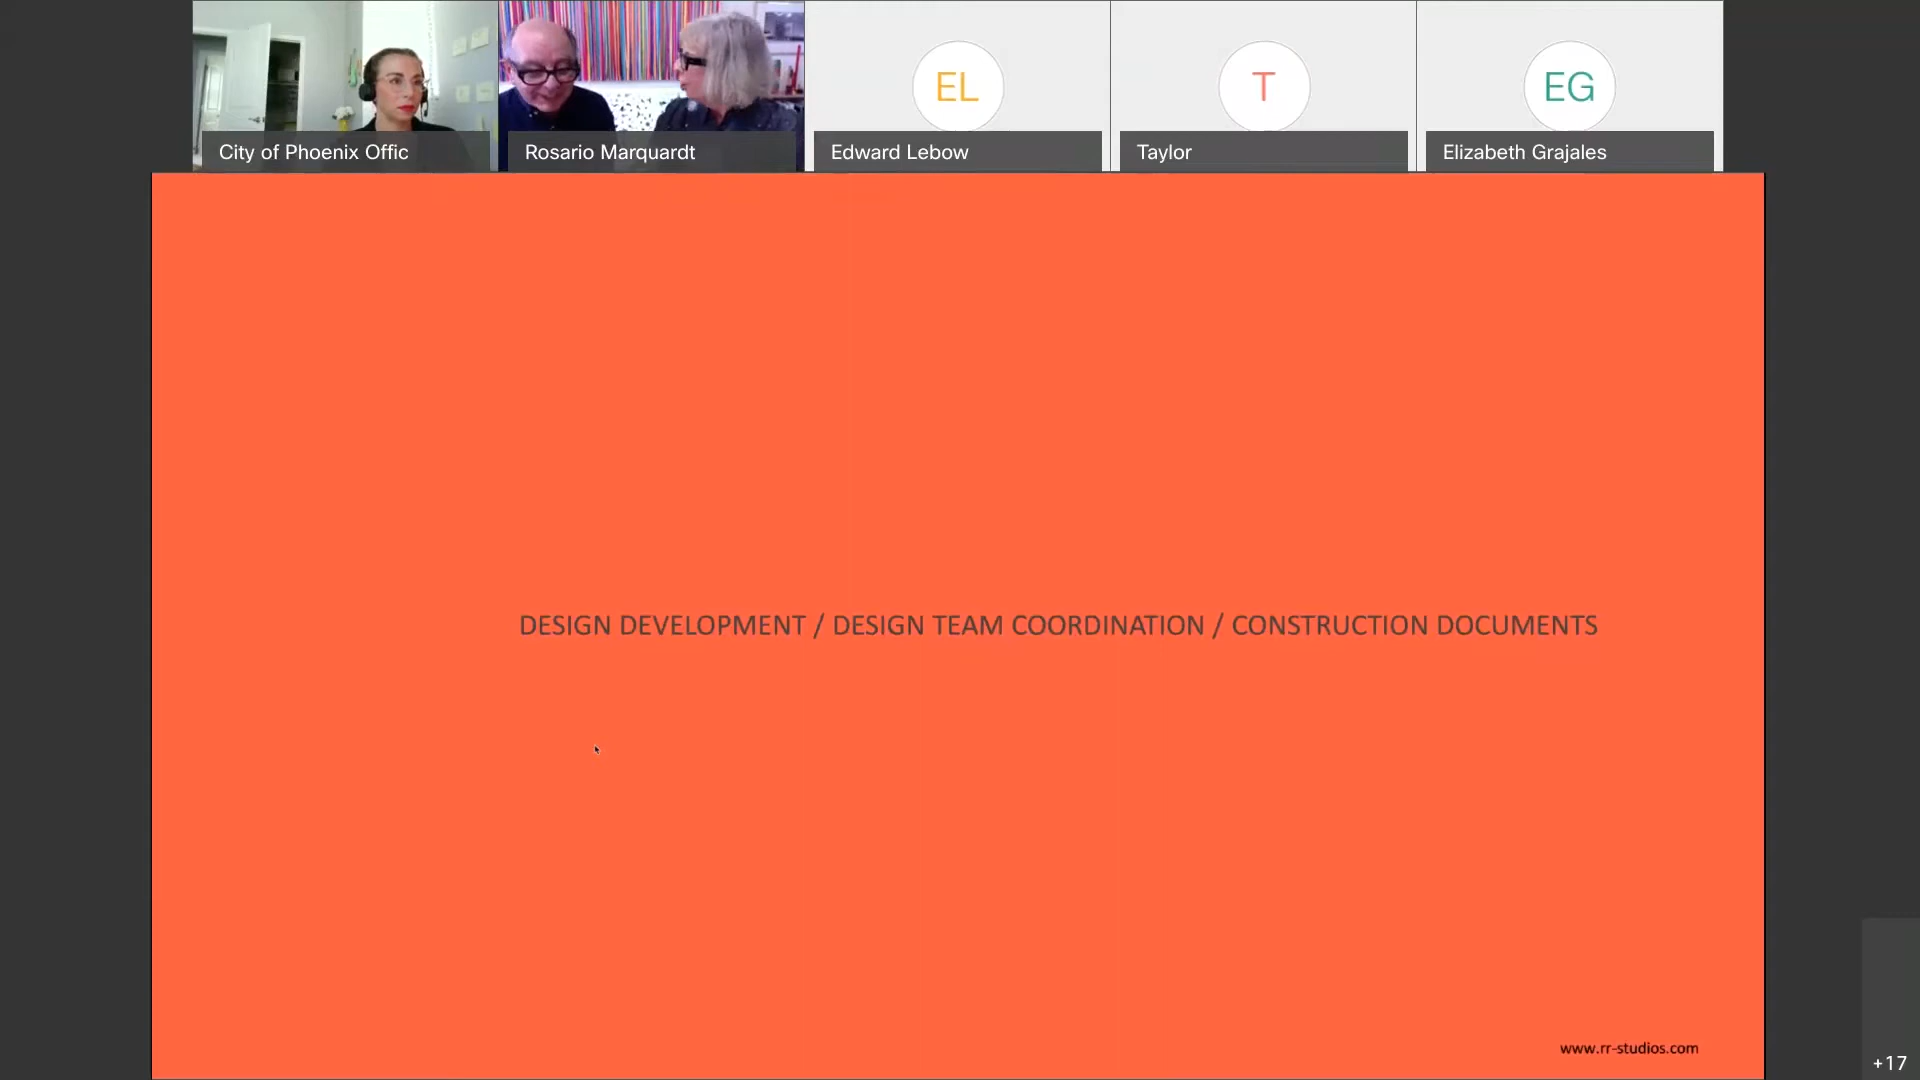 EL
T
EG
City of Phoenix Offic
Rosario Marquardt
Edward Lebow
Taylor
Elizabeth Grajales
DESIGN DEVELOPMENT / DESIGN TEAM COORDINATION / CONSTRUCTION DOCUMENTS
www.rr-studios.com
+17